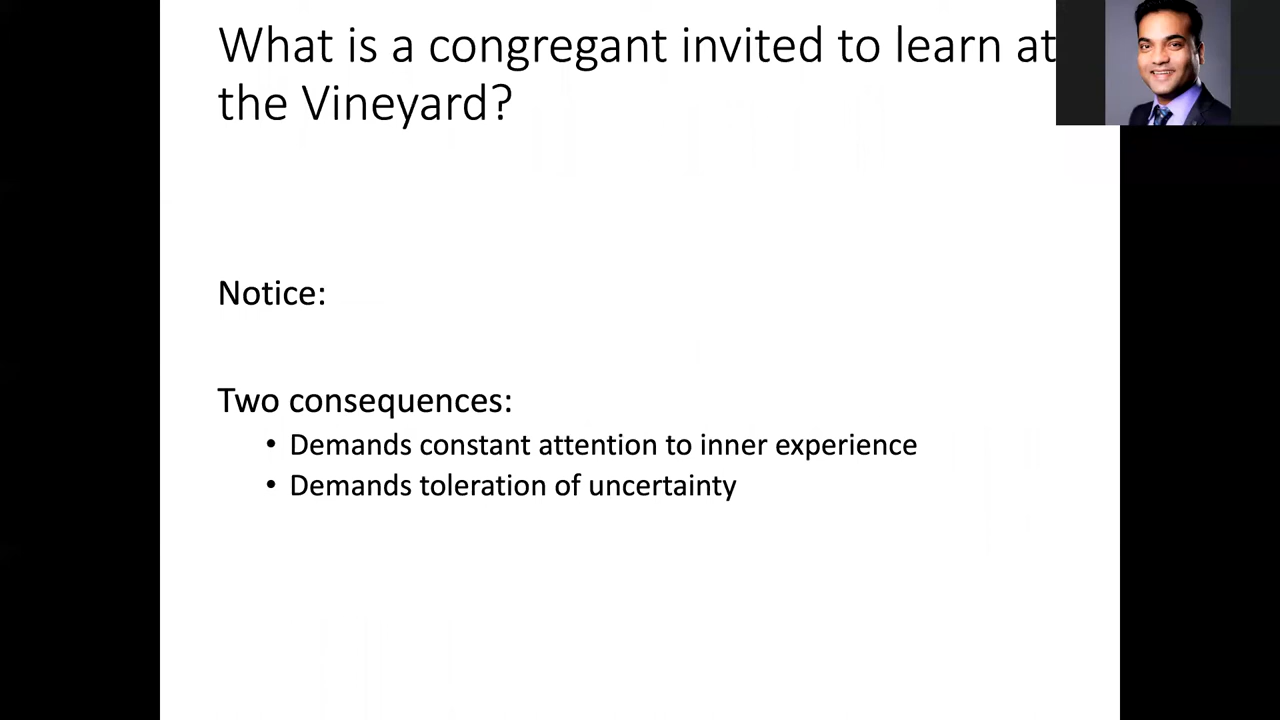 What is a congregant invited to learn at
the Vineyard?
Notice:
Two consequences:
• Demands constant attention to inner experience
• Demands toleration of uncertainty